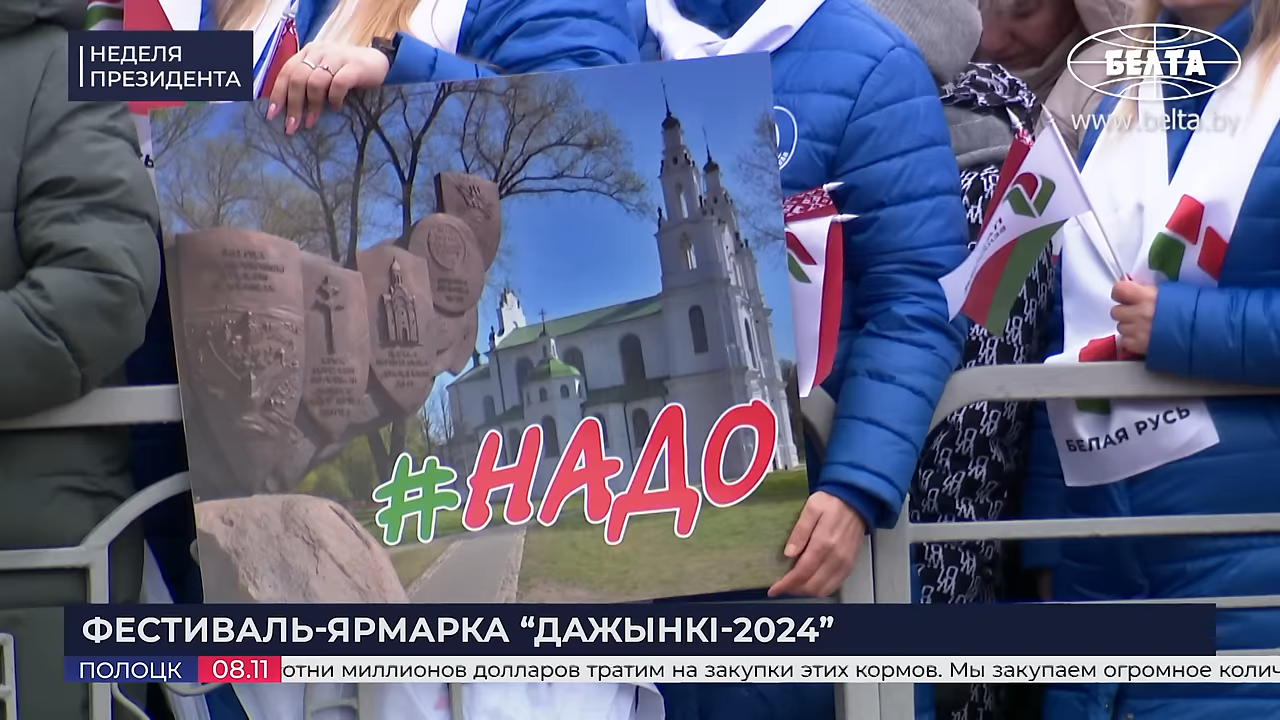 НЕДЕЛЯ
ПРЕЗИДЕНТА
БЕЛТА
www.belta.by
#НАДО
БЕЛАЯ РУСЬ
ФЕСТИВАЛЬ-ЯРМАРКА “ДАЖЫНКІ-2024”
ПОЛОЦК 08.11 отни миллионов долларов тратим на закупки этих кормов. Мы закупаем огромное колич